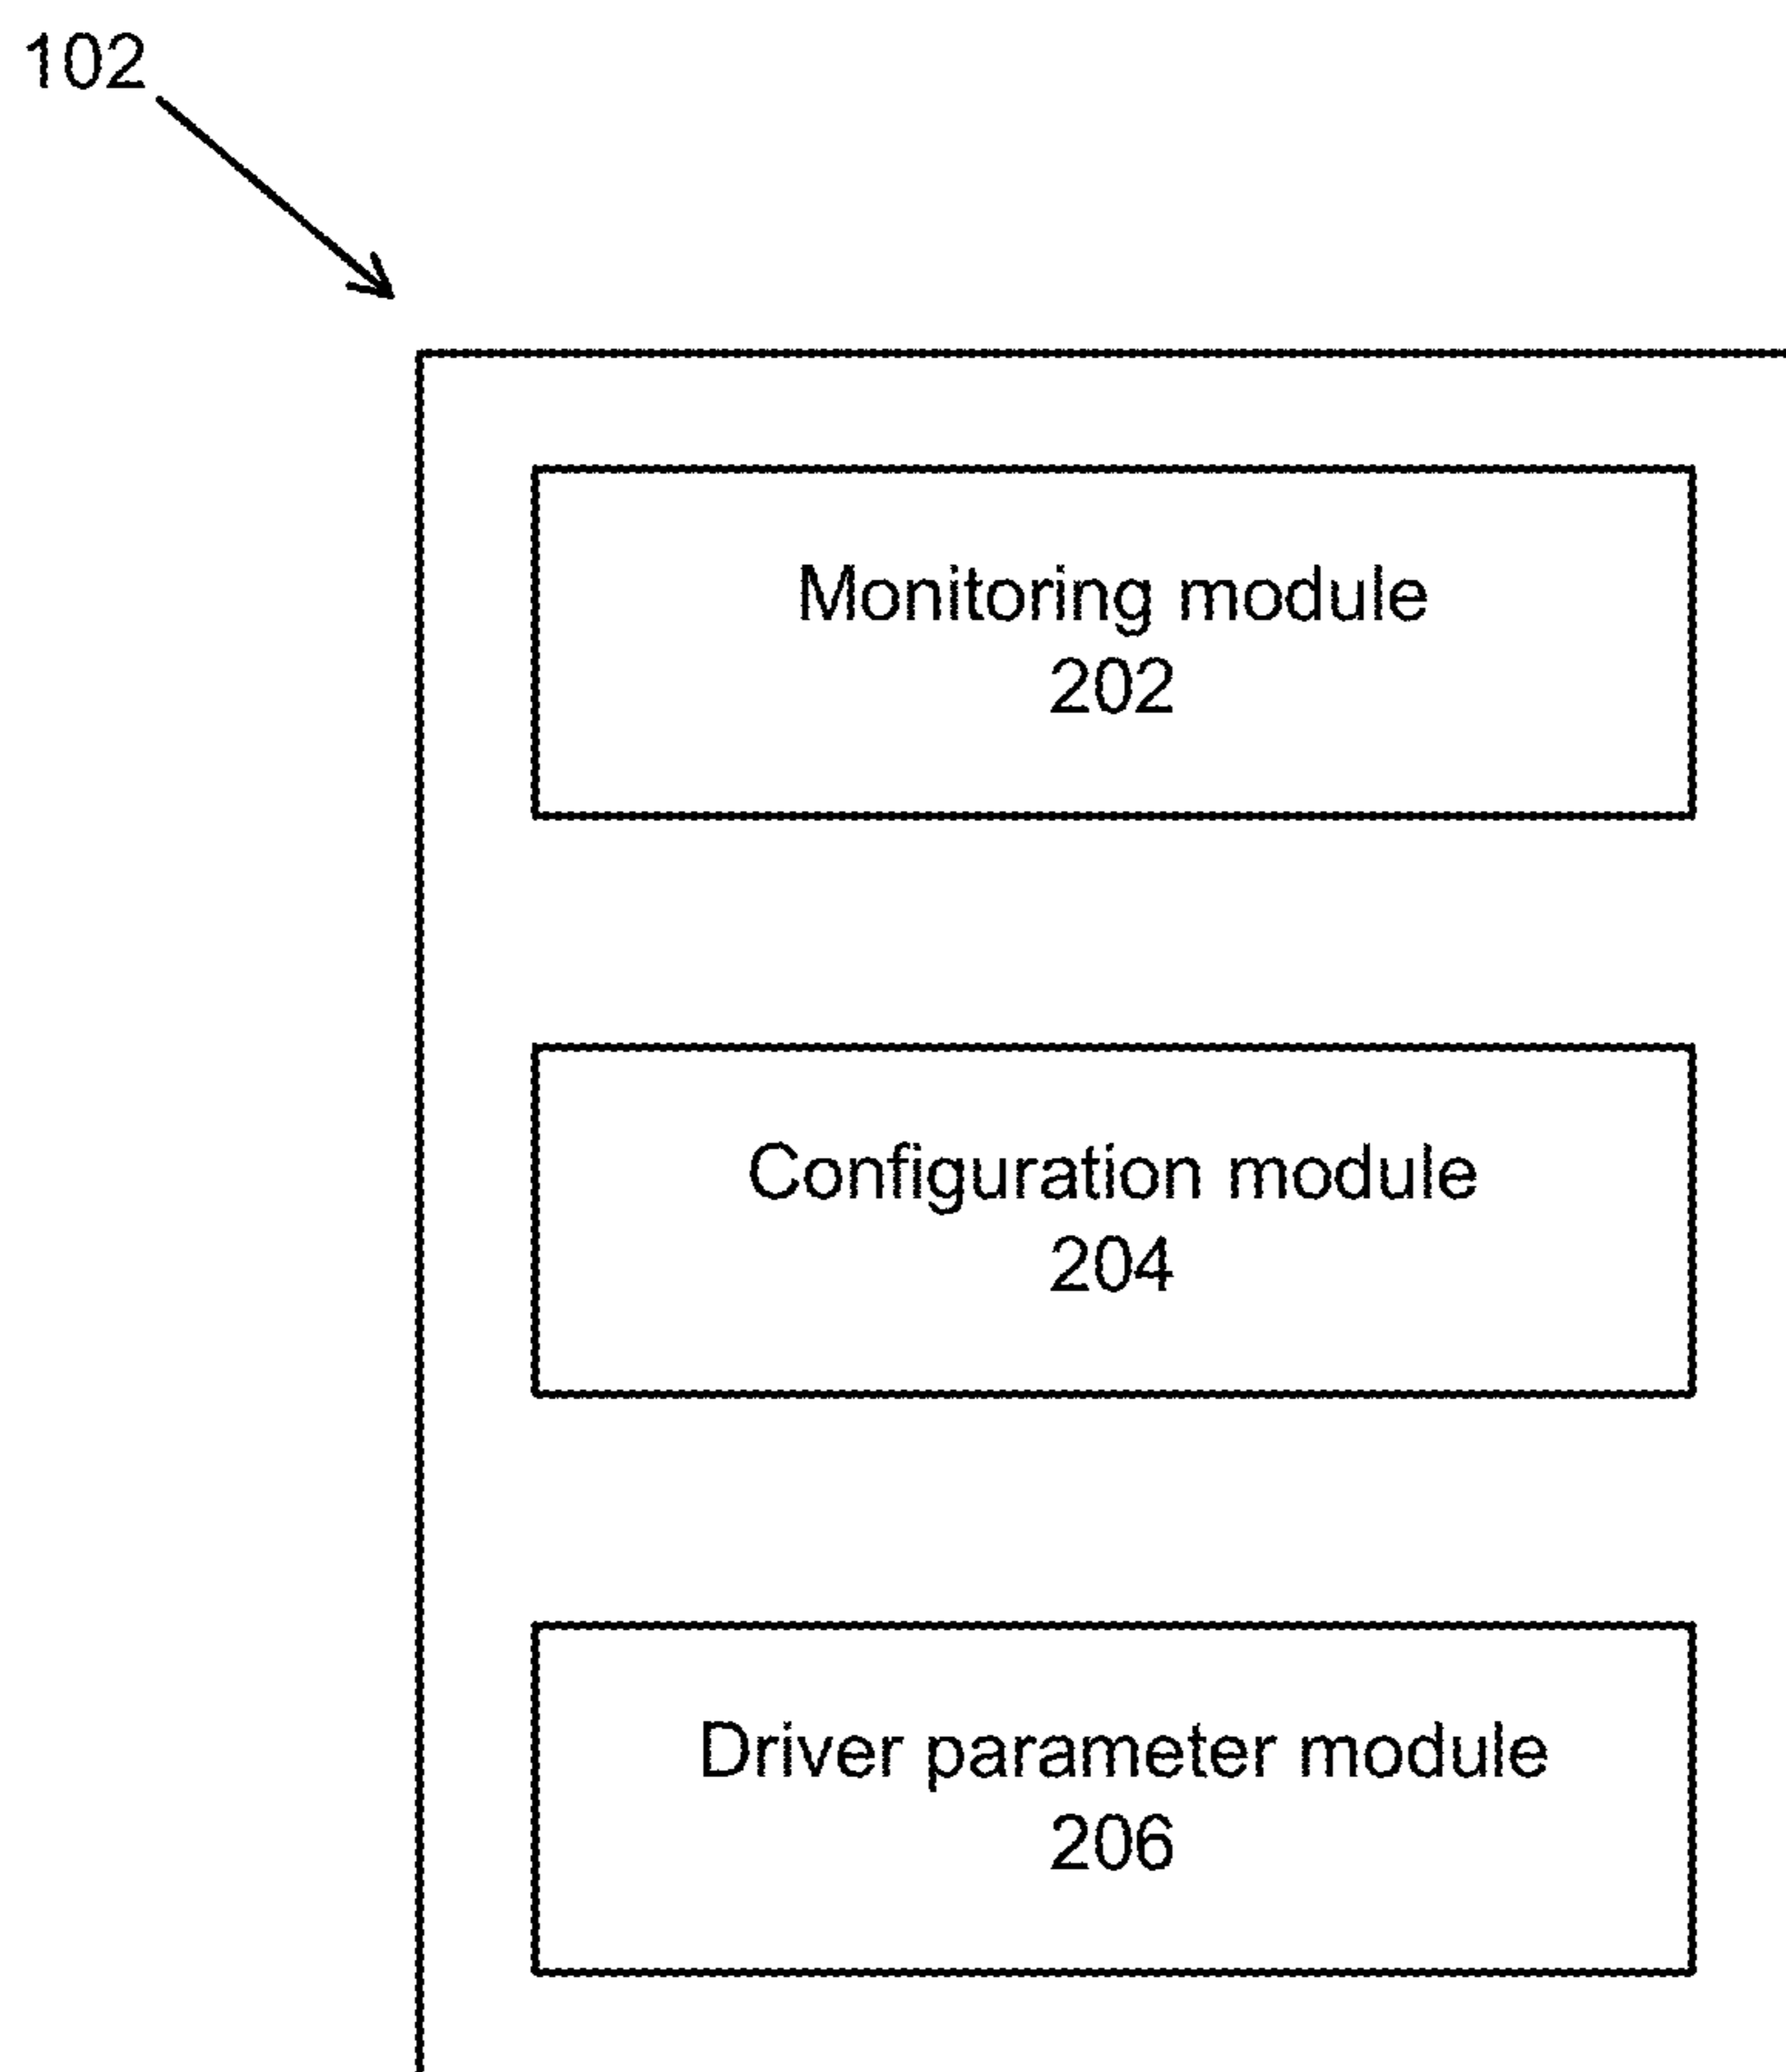 102
Monitoring module
202
Configuration module
204
Driver parameter module
206